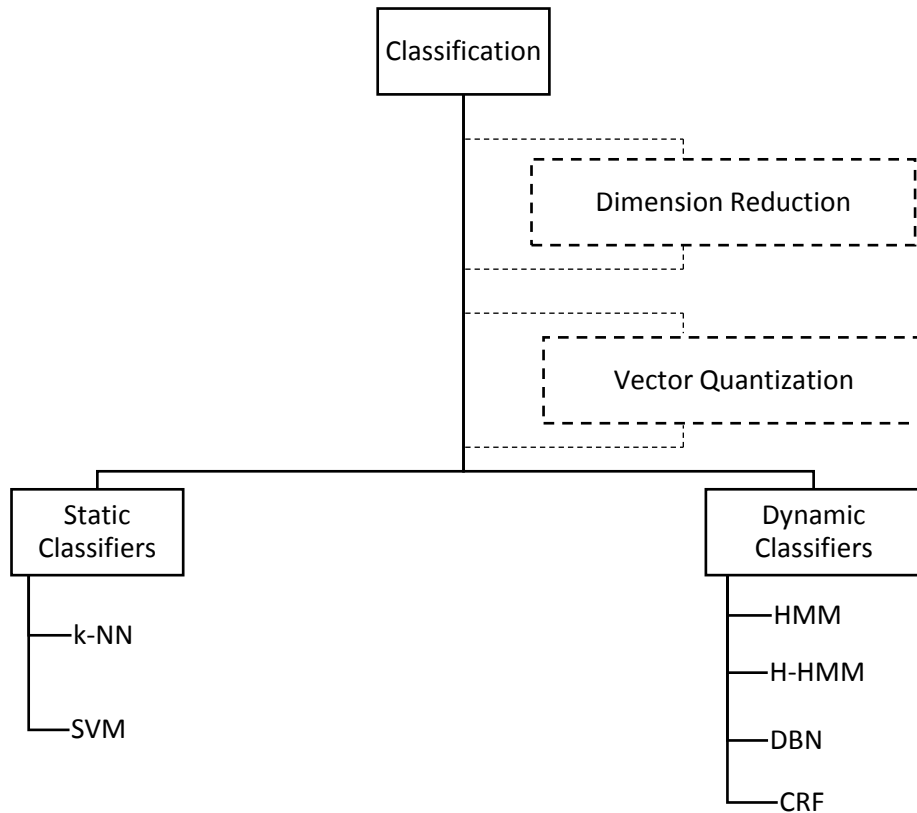 Classification
Dimension Reduction
Vector Quantization
Static
Classifiers
k-NN
SVM
Dynamic
Classifiers
HMM
H-HMM
DBN
CRF